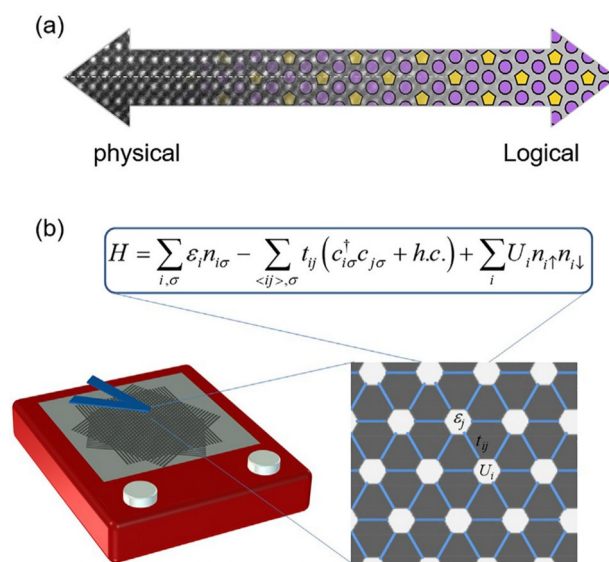 (a)
physical Logical
(b)
H = ∑_{i,σ} ε_i n_{iσ} − ∑_{<ij>,σ} t_{ij} (c†_{iσ} c_{jσ} + h.c.) + ∑_i U_i n_{i↑} n_{i↓}
ε_j
t_{ij}
U_i